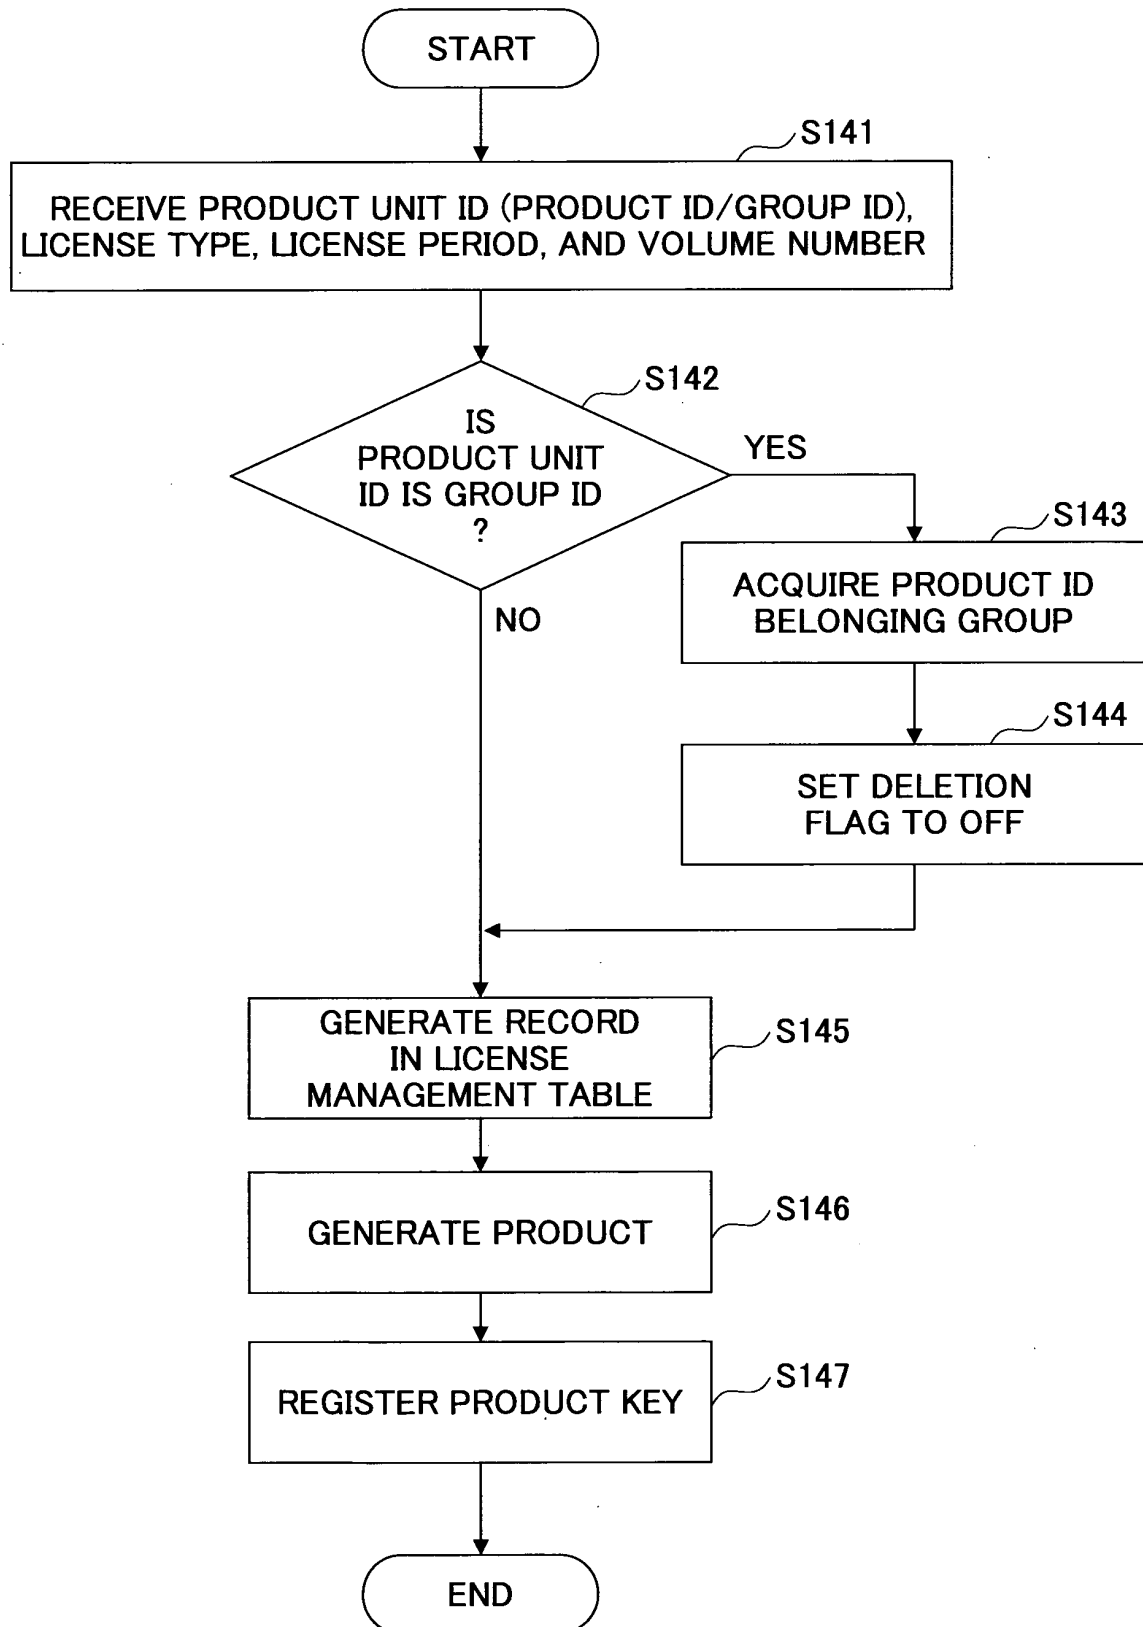 START
S141
RECEIVE PRODUCT UNIT ID (PRODUCT ID/GROUP ID),
LICENSE TYPE, LICENSE PERIOD, AND VOLUME NUMBER
S142
IS
PRODUCT UNIT
ID IS GROUP ID
?
YES
NO
S143
ACQUIRE PRODUCT ID
BELONGING GROUP
S144
SET DELETION
FLAG TO OFF
GENERATE RECORD
IN LICENSE
MANAGEMENT TABLE
S145
GENERATE PRODUCT
S146
REGISTER PRODUCT KEY
S147
END